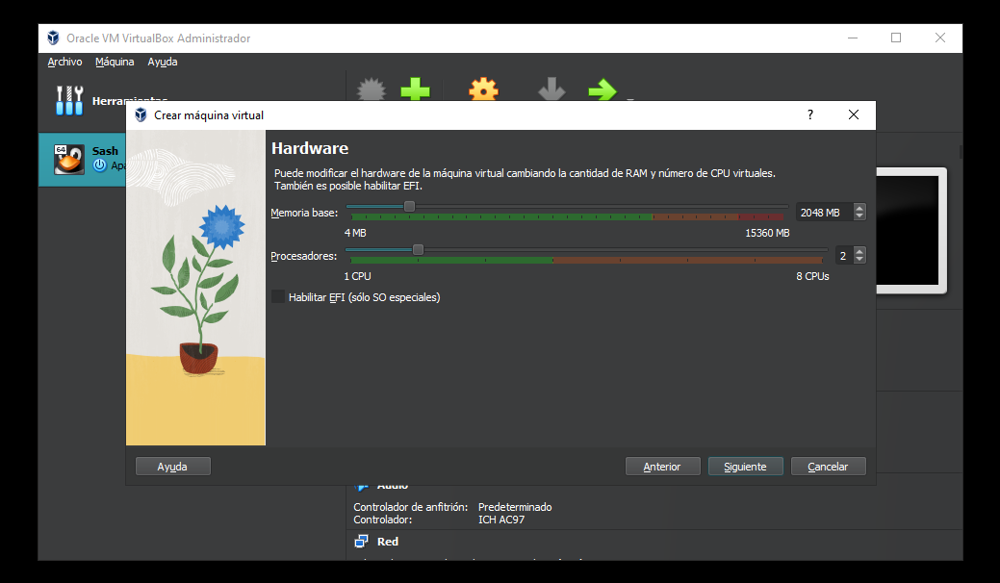 Oracle VM VirtualBox Administrador
Archivo Máquina Ayuda
Herramientas
Crear máquina virtual ?
64
Sash
Hardware
Puede modificar el hardware de la máquina virtual cambiando la cantidad de RAM y número de CPU virtuales.
También es posible habilitar EFI.
Memoria base: 2048 MB
4 MB 15360 MB
Procesadores: 2
1 CPU 8 CPUs
Habilitar EFI (sólo SO especiales)
Ayuda Anterior Siguiente Cancelar
Audio
Controlador de anfitrión: Predeterminado
Controlador: ICH AC97
Red